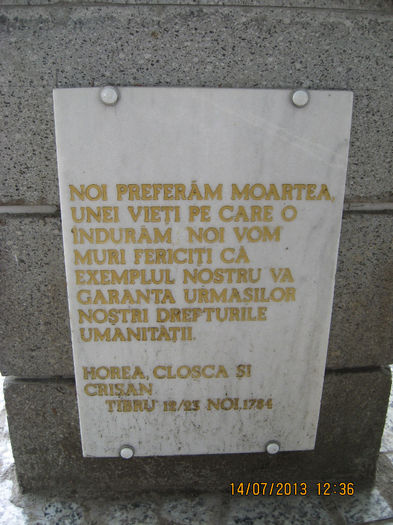 NOI PREFERĂM MOARTEA,
UNEI VIEȚI PE CARE O
ÎNDURĂM NOI VOM
MURI FERICIȚI CĂ
EXEMPLUL NOSTRU VA
GARANTA URMAȘILOR
NOȘTRI DREPTURILE
UMANITĂȚII.
HOREA, CLOȘCA ȘI
CRIȘAN
TIBRU 12/23 NOI.1784
14/07/2013 12:36